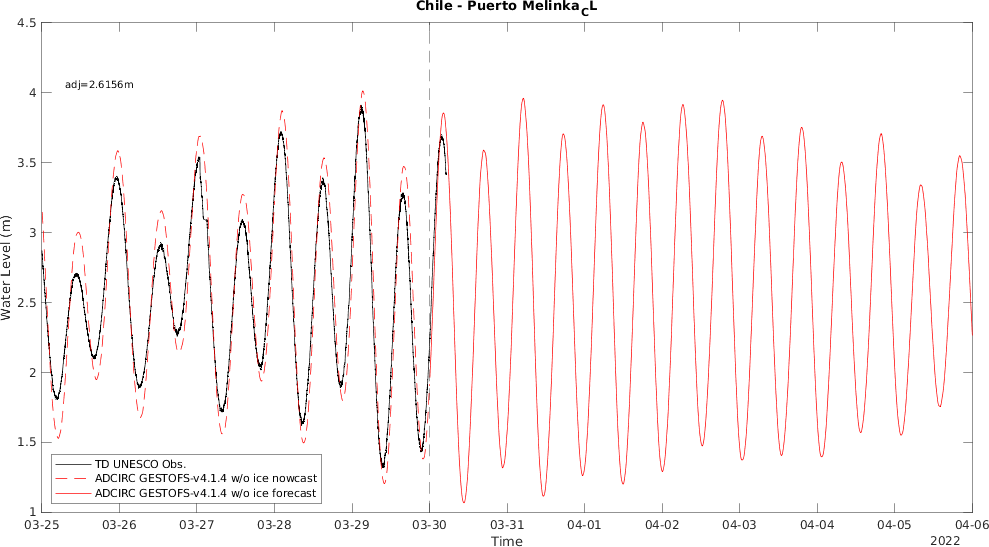 Chile - Puerto Melinka_CL
adj=2.6156m
4.5
4
3.5
3
2.5
2
1.5
1
Water Level (m)
TD UNESCO Obs.
ADCIRC GESTOFS-v4.1.4 w/o ice nowcast
ADCIRC GESTOFS-v4.1.4 w/o ice forecast
03-25 03-26 03-27 03-28 03-29 03-30 03-31 04-01 04-02 04-03 04-04 04-05 04-06
Time
2022